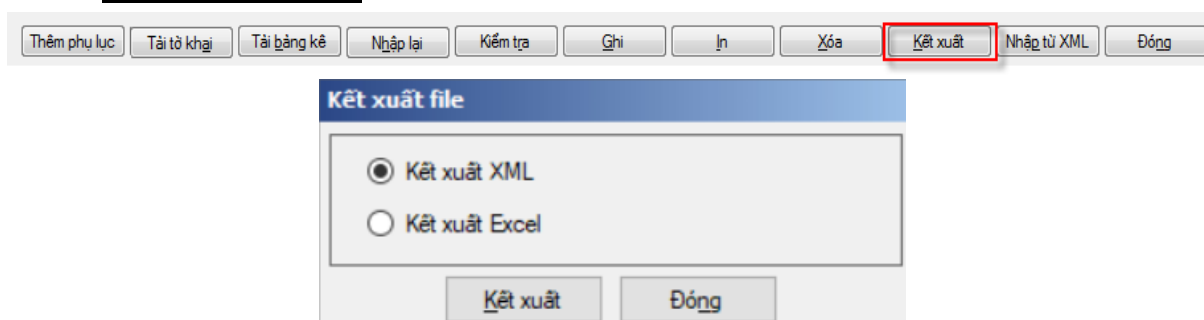 Thêm phụ lục Tải tờ khai Tải bảng kê Nhập lại Kiểm tra Ghi In Xóa Kết xuất Nhập từ XML Đóng
Kết xuất file
Kết xuất XML
Kết xuất Excel
Kết xuất Đóng